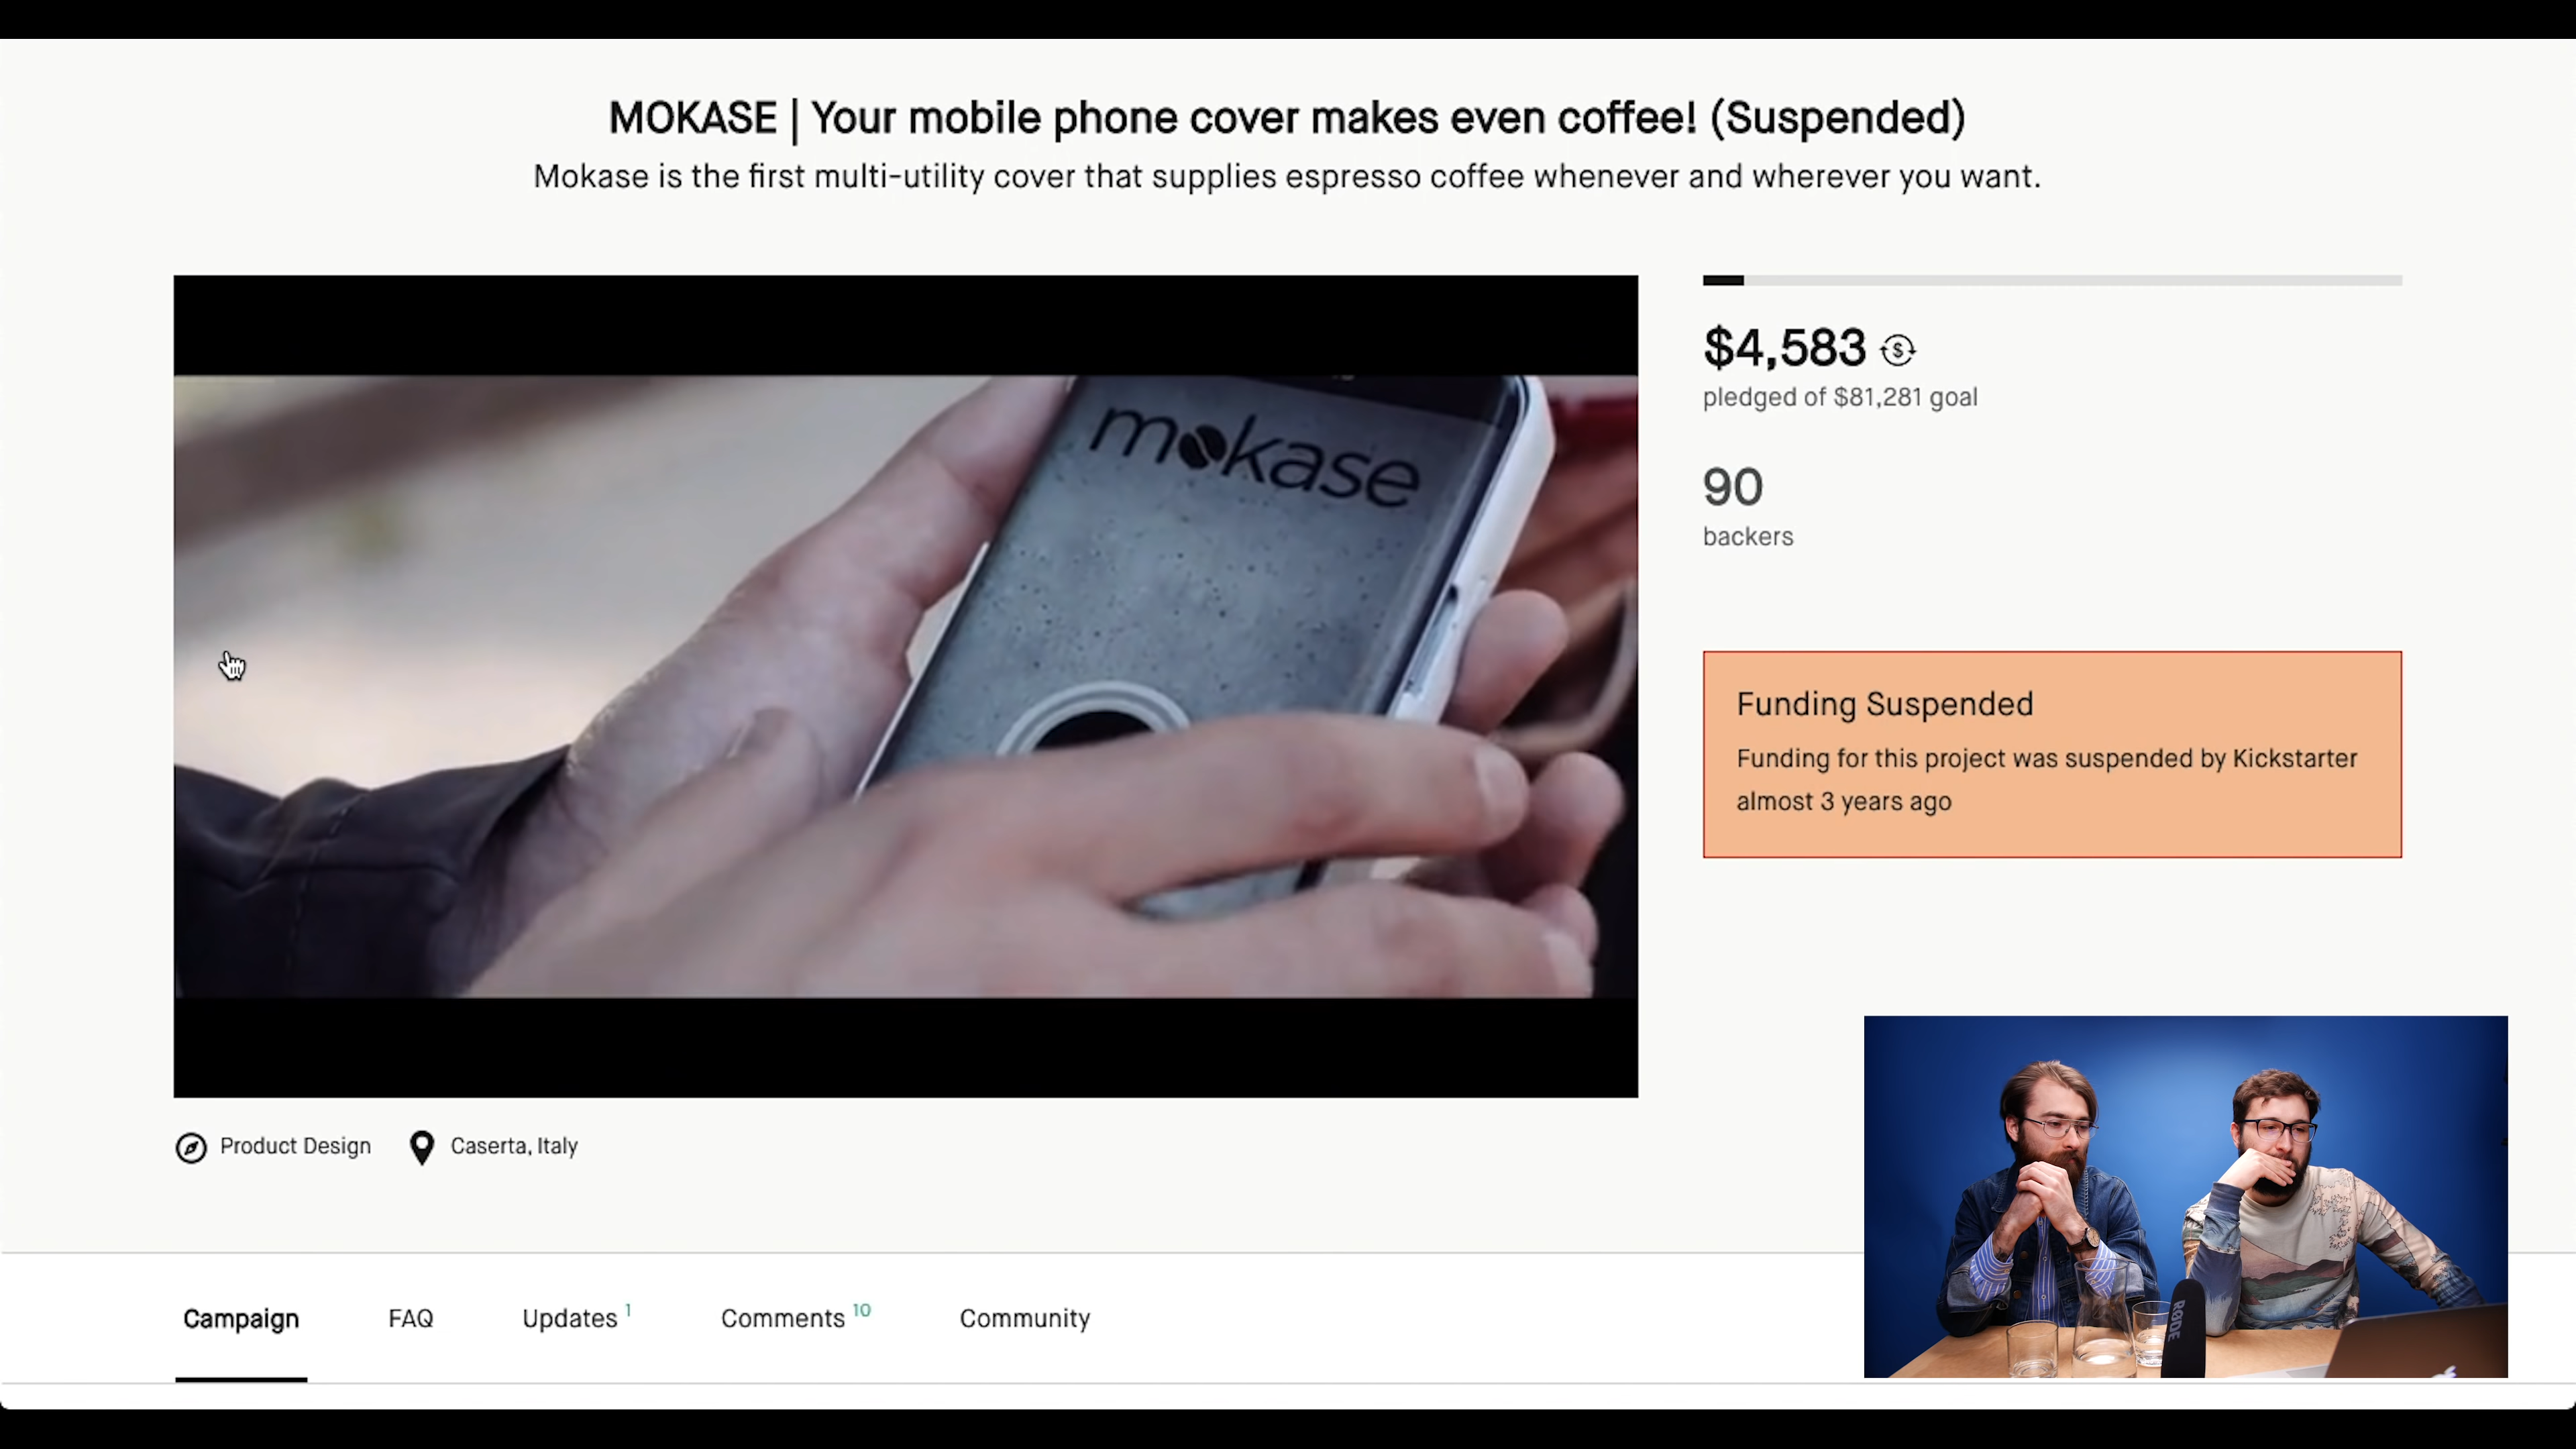 MOKASE | Your mobile phone cover makes even coffee! (Suspended)
Mokase is the first multi-utility cover that supplies espresso coffee whenever and wherever you want.
mokase
$4,583
pledged of $81,281 goal
90
backers
Funding Suspended
Funding for this project was suspended by Kickstarter
almost 3 years ago
Product Design
Caserta, Italy
Campaign
FAQ
Updates 1
Comments 10
Community
RØDE